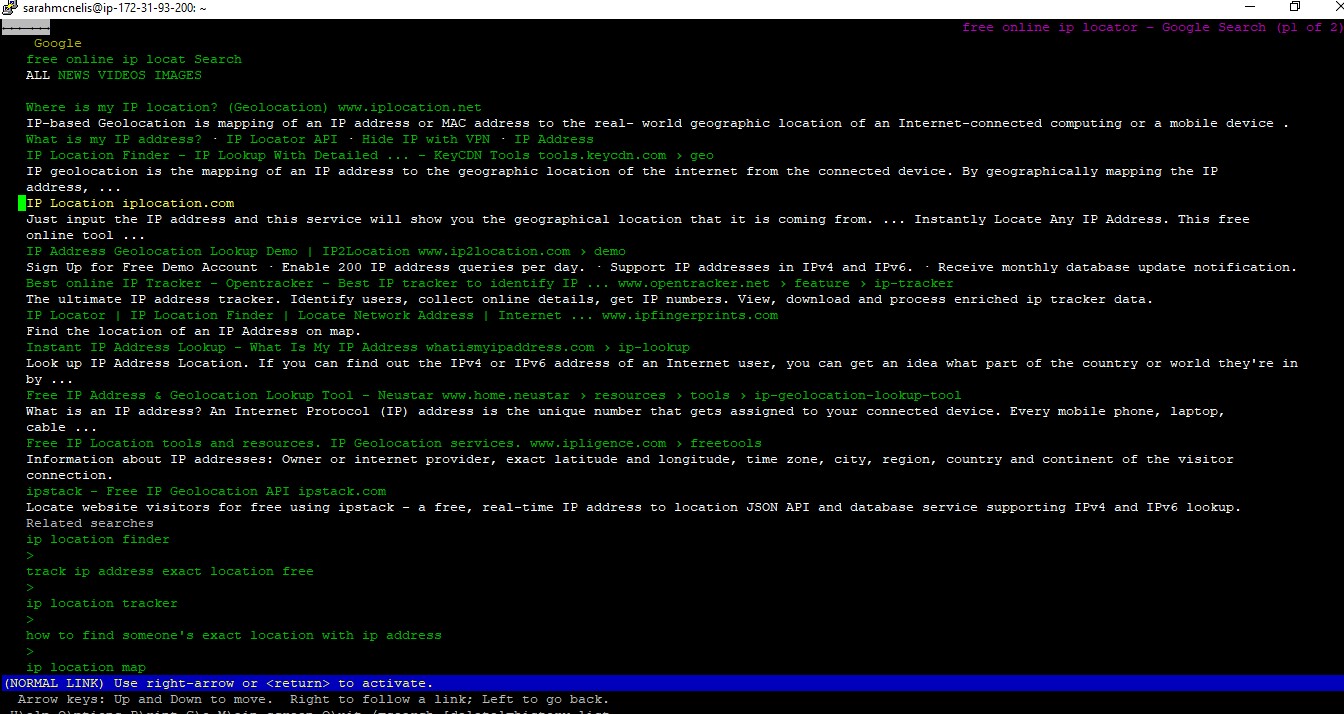 sarahmcnelis@ip-172-31-93-200: ~
free online ip locator - Google Search (p1 of 2)
Google
free online ip locat Search
ALL NEWS VIDEOS IMAGES
Where is my IP location? (Geolocation) www.iplocation.net
IP-based Geolocation is mapping of an IP address or MAC address to the real- world geographic location of an Internet-connected computing or a mobile device .
What is my IP address? · IP Locator API · Hide IP with VPN · IP Address
IP Location Finder - IP Lookup With Detailed ... - KeyCDN Tools tools.keycdn.com › geo
IP geolocation is the mapping of an IP address to the geographic location of the internet from the connected device. By geographically mapping the IP
address, ...
IP Location iplocation.com
Just input the IP address and this service will show you the geographical location that it is coming from. ... Instantly Locate Any IP Address. This free
online tool ...
IP Address Geolocation Lookup Demo | IP2Location www.ip2location.com › demo
Sign Up for Free Demo Account · Enable 200 IP address queries per day. · Support IP addresses in IPv4 and IPv6. · Receive monthly database update notification.
Best online IP Tracker - Opentracker - Best IP tracker to identify IP ... www.opentracker.net › feature › ip-tracker
The ultimate IP address tracker. Identify users, collect online details, get IP numbers. View, download and process enriched ip tracker data.
IP Locator | IP Location Finder | Locate Network Address | Internet ... www.ipfingerprints.com
Find the location of an IP Address on map.
Instant IP Address Lookup - What Is My IP Address whatismyipaddress.com › ip-lookup
Look up IP Address Location. If you can find out the IPv4 or IPv6 address of an Internet user, you can get an idea what part of the country or world they're in
by ...
Free IP Address & Geolocation Lookup Tool - Neustar www.home.neustar › resources › tools › ip-geolocation-lookup-tool
What is an IP address? An Internet Protocol (IP) address is the unique number that gets assigned to your connected device. Every mobile phone, laptop,
cable ...
Free IP Location tools and resources. IP Geolocation services. www.ipligence.com › freetools
Information about IP addresses: Owner or internet provider, exact latitude and longitude, time zone, city, region, country and continent of the visitor
connection.
ipstack - Free IP Geolocation API ipstack.com
Locate website visitors for free using ipstack - a free, real-time IP address to location JSON API and database service supporting IPv4 and IPv6 lookup.
Related searches
ip location finder
>
track ip address exact location free
>
ip location tracker
>
how to find someone's exact location with ip address
>
ip location map
(NORMAL LINK) Use right-arrow or <return> to activate.
Arrow keys: Up and Down to move. Right to follow a link; Left to go back.